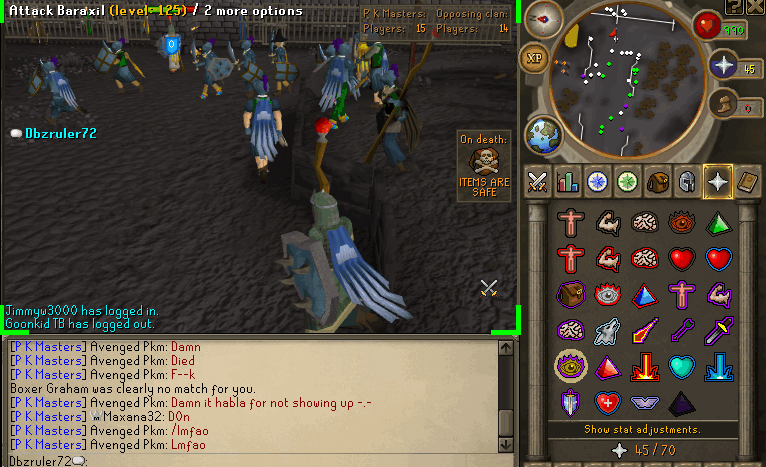 Attack Baraxil (level-125) / 2 more options
P K Masters: Opposing clan:
Players: 15 Players: 14
990
XP
45
Dbzruler72
On death:
ITEMS ARE
SAFE
Jimmyw3000 has logged in.
Goonkid TB has logged out.
[P K Masters] Avenged Pkm: Damn
[P K Masters] Avenged Pkm: Died
[P K Masters] Avenged Pkm: F--k
Boxer Graham was clearly no match for you.
[P K Masters] Avenged Pkm: Damn it habla for not showing up -.-
[P K Masters] Maxana32: D0n
[P K Masters] Avenged Pkm: /lmfao
[P K Masters] Avenged Pkm: Lmfao
Dbzruler72:
Show stat adjustments.
45 / 70